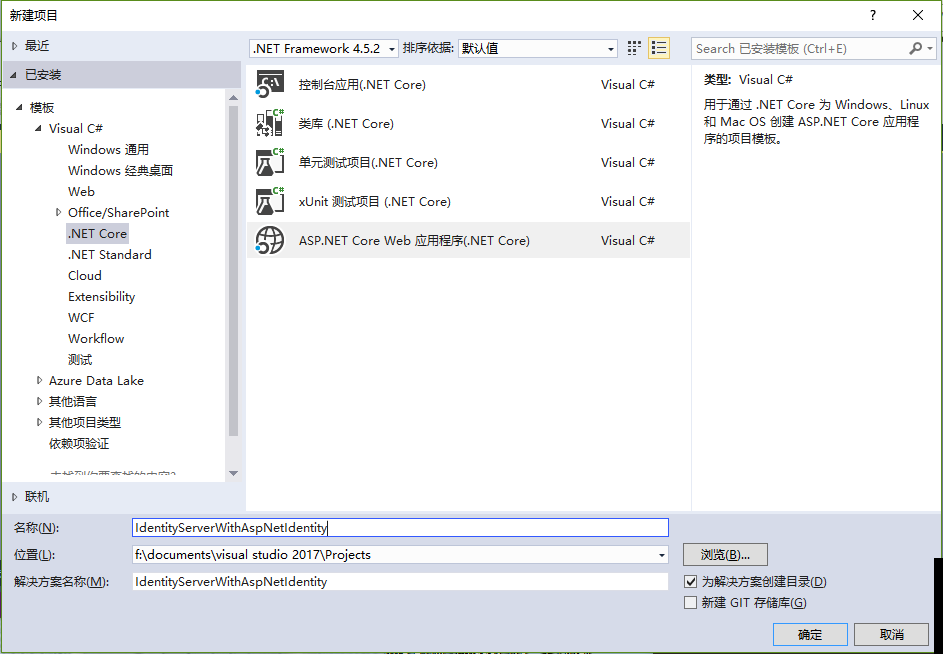 新建项目
?
最近
已安装
模板
Visual C#
Windows 通用
Windows 经典桌面
Web
Office/SharePoint
.NET Core
.NET Standard
Cloud
Extensibility
WCF
Workflow
测试
Azure Data Lake
其他语言
其他项目类型
依赖项验证
联机
.NET Framework 4.5.2 排序依据: 默认值
控制台应用(.NET Core) Visual C#
类库 (.NET Core) Visual C#
单元测试项目(.NET Core) Visual C#
xUnit 测试项目 (.NET Core) Visual C#
ASP.NET Core Web 应用程序(.NET Core) Visual C#
Search 已安装模板 (Ctrl+E)
类型: Visual C#
用于通过 .NET Core 为 Windows、Linux
和 Mac OS 创建 ASP.NET Core 应用程
序的项目模板。
名称(N): IdentityServerWithAspNetIdentity
位置(L): f:\documents\visual studio 2017\Projects 浏览(B)...
解决方案名称(M): IdentityServerWithAspNetIdentity 为解决方案创建目录(D)
新建 GIT 存储库(G)
确定 取消